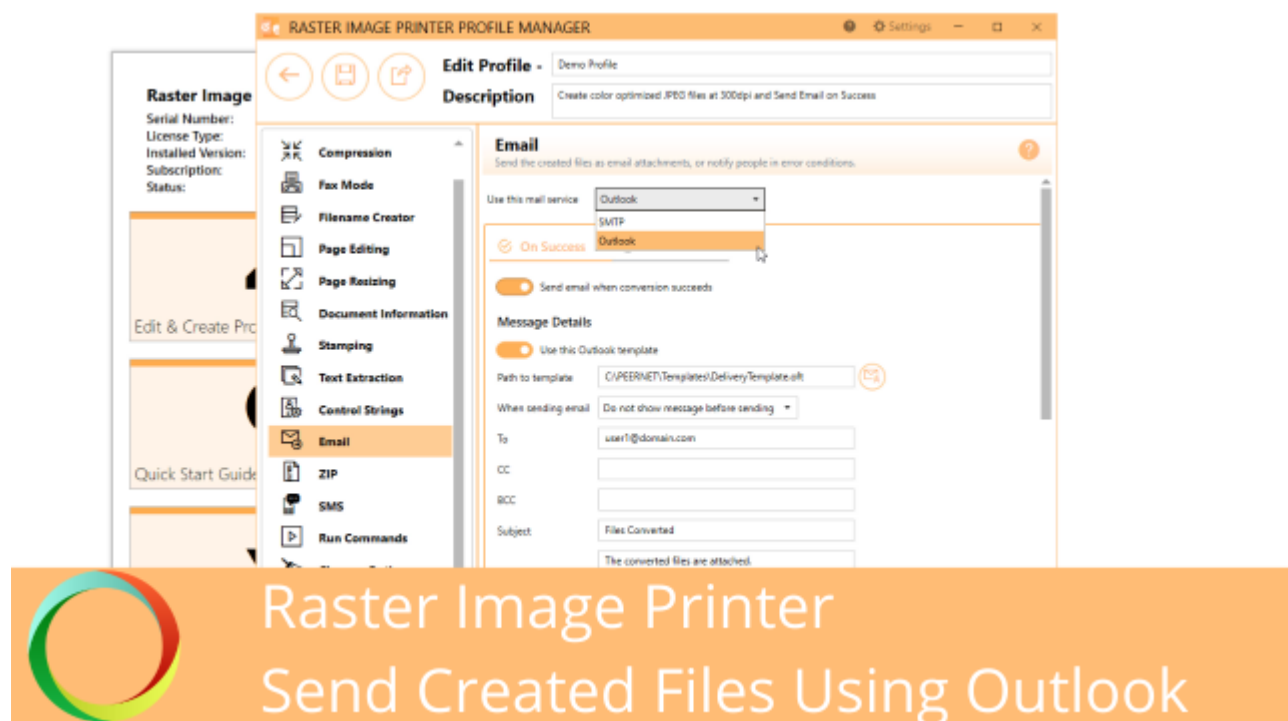 RASTER IMAGE PRINTER PROFILE MANAGER
Settings
Edit Profile - Demo Profile
Description Create color optimized JPEG files at 300dpi and Send Email on Success
Raster Image
Serial Number:
License Type:
Installed Version:
Subscription:
Status:
Edit & Create Pro
Quick Start Guide
Compression
Fax Mode
Filename Creator
Page Editing
Page Resizing
Document Information
Stamping
Text Extraction
Control Strings
Email
ZIP
SMS
Run Commands
Email
Send the created files as email attachments, or notify people in error conditions.
Use this mail service Outlook
SMTP
Outlook
On Success
Send email when conversion succeeds
Message Details
Use this Outlook template
Path to template C:\PEERNET\Templates\DeliveryTemplate.oft
When sending email Do not show message before sending
To user1@domain.com
CC
BCC
Subject Files Converted
The converted files are attached.
Raster Image Printer
Send Created Files Using Outlook